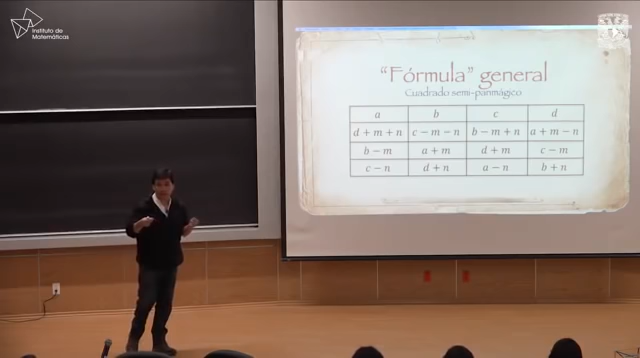 Instituto de
Matemáticas
"Fórmula" general
Cuadrado semi-panmágico
a b c d
d + m + n c − m − n b − m + n a + m − n
b − m a + m d + m c − m
c − n d + n a − n b + n